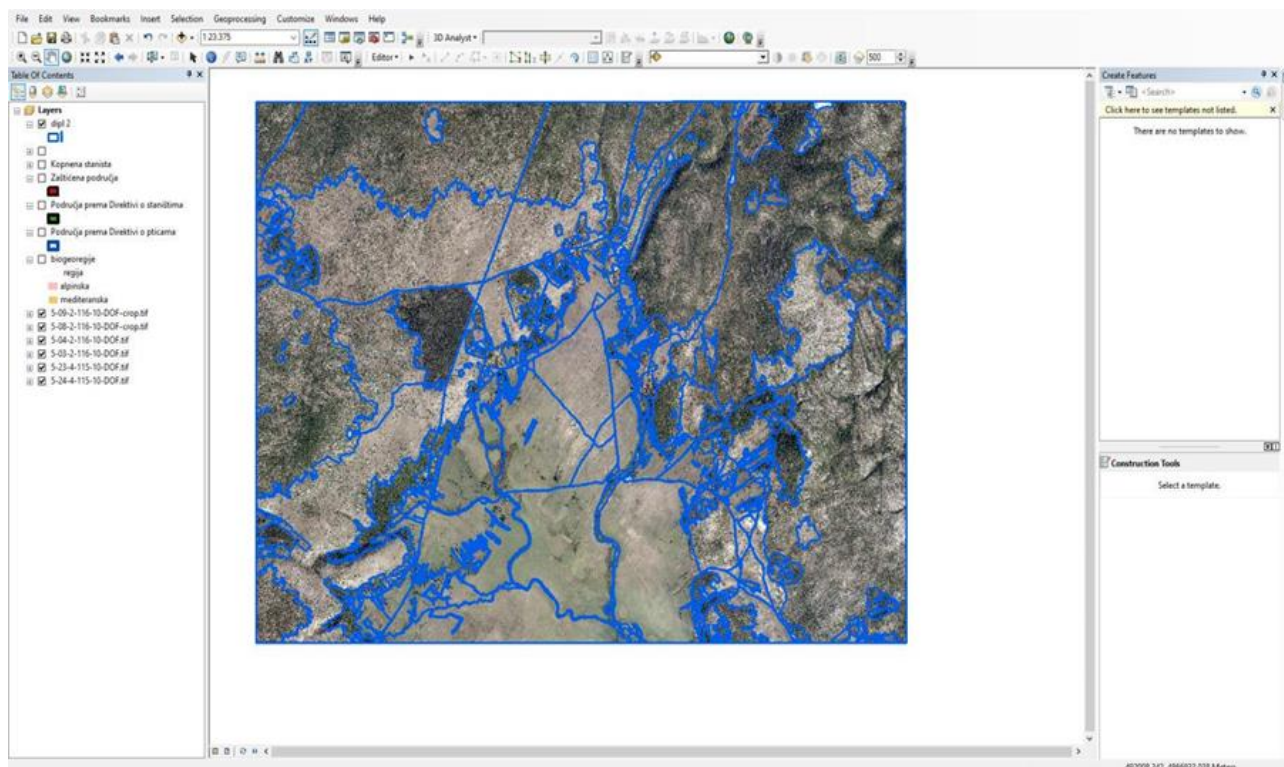 File Edit View Bookmarks Insert Selection Geoprocessing Customize Windows Help
1:23.375
3D Analyst
Editor
500
Table Of Contents
Layers
dipl 2
Kopnena stanista
Zaštićena područja
Područja prema Direktivi o staništima
Područja prema Direktivi o pticama
biogeoregije
regija
alpinska
mediteranska
5-09-2-116-10-DOF-crop.tif
5-08-2-116-10-DOF-crop.tif
5-04-2-116-10-DOF.tif
5-03-2-116-10-DOF.tif
5-23-4-115-10-DOF.tif
5-24-4-115-10-DOF.tif
Create Features
<Search>
Click here to see templates not listed.
There are no templates to show.
Construction Tools
Select a template.